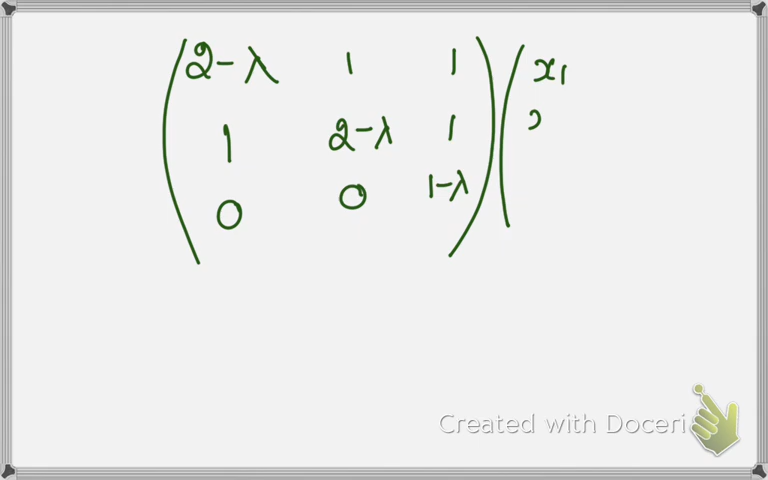 2-λ 1 1 x1
1 2-λ 1
0 0 1-λ
Created with Doceri